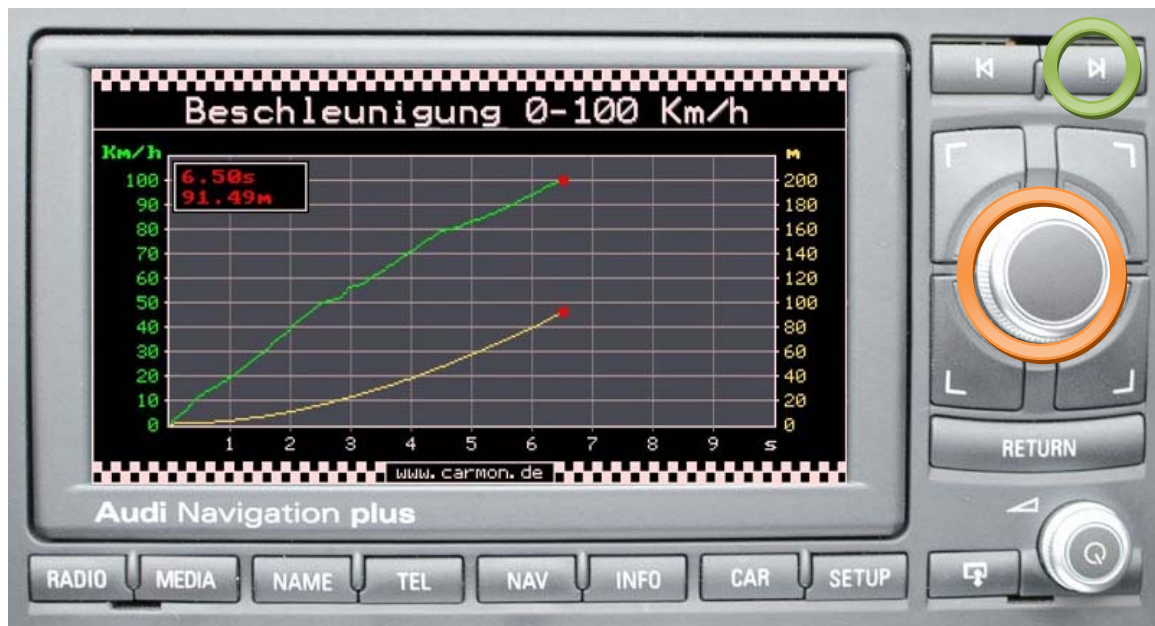 Beschleunigung 0-100 Km/h
Km/h
M
6.50s
91.49M
100
90
80
70
60
50
40
30
20
10
0
200
180
160
140
120
100
80
60
40
20
0
1 2 3 4 5 6 7 8 9 s
www.carmon.de
Audi Navigation plus
RETURN
RADIO MEDIA NAME TEL NAV INFO CAR SETUP